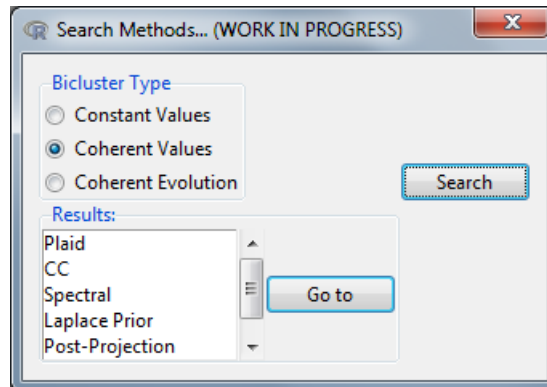 Search Methods... (WORK IN PROGRESS)
Bicluster Type
Constant Values
Coherent Values
Coherent Evolution
Search
Results:
Plaid
CC
Spectral
Laplace Prior
Post-Projection
Go to